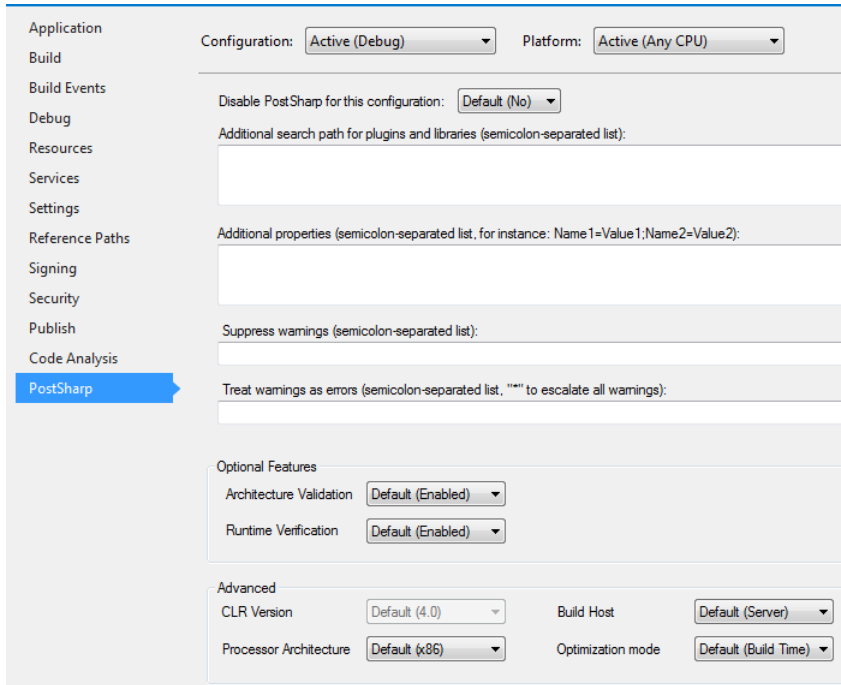 Application
Build
Build Events
Debug
Resources
Services
Settings
Reference Paths
Signing
Security
Publish
Code Analysis
PostSharp
Configuration: Active (Debug) Platform: Active (Any CPU)
Disable PostSharp for this configuration: Default (No)
Additional search path for plugins and libraries (semicolon-separated list):
Additional properties (semicolon-separated list, for instance: Name1=Value1;Name2=Value2):
Suppress warnings (semicolon-separated list):
Treat warnings as errors (semicolon-separated list, "*" to escalate all warnings):
Optional Features
Architecture Validation Default (Enabled)
Runtime Verification Default (Enabled)
Advanced
CLR Version Default (4.0) Build Host Default (Server)
Processor Architecture Default (x86) Optimization mode Default (Build Time)